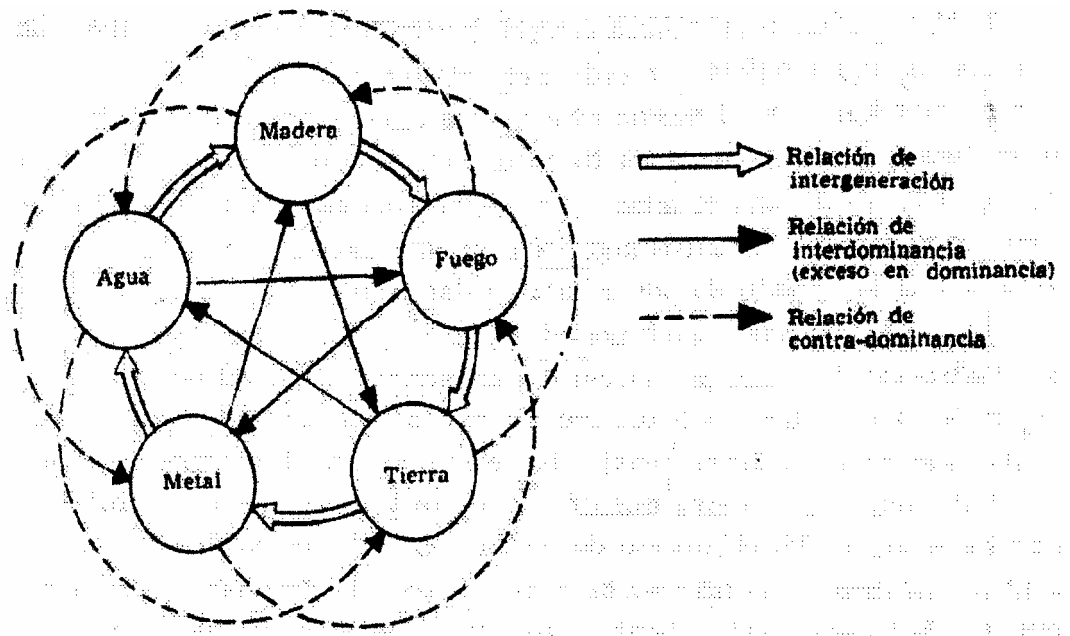 Madera
Fuego
Agua
Metal
Tierra
Relación de
intergeneración
Relación de
interdominancia
(exceso en dominancia)
Relación de
contra-dominancia